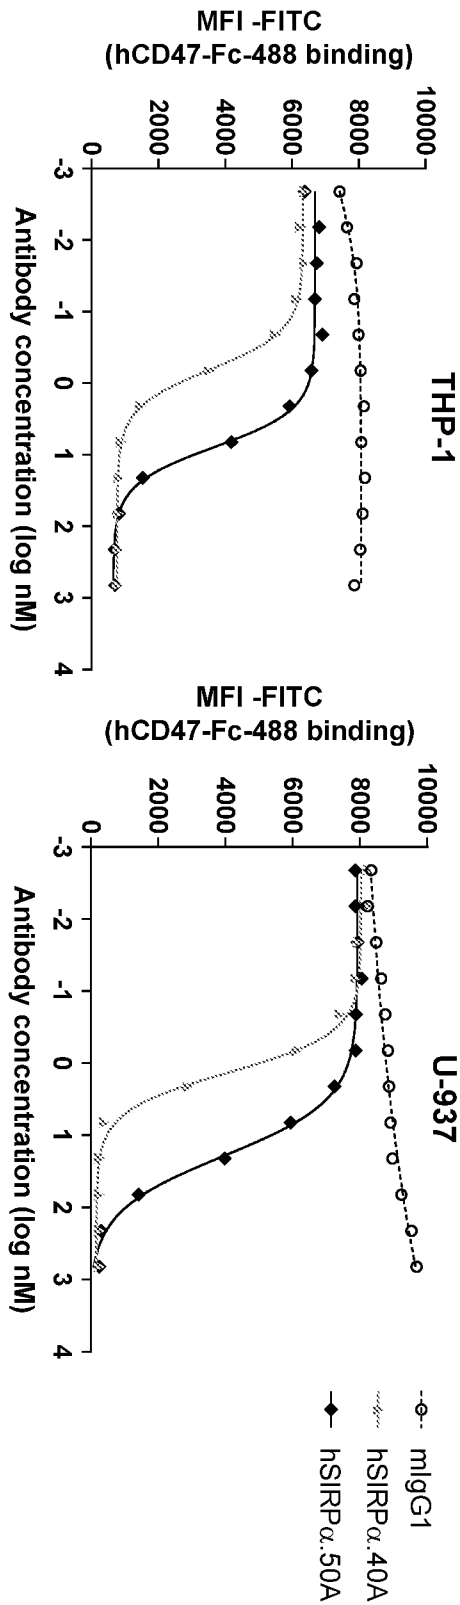 THP-1
MFI -FITC
(hCD47-Fc-488 binding)
10000
8000
6000
4000
2000
0
-3 -2 -1 0 1 2 3 4
Antibody concentration (log nM)
U-937
MFI -FITC
(hCD47-Fc-488 binding)
10000
8000
6000
4000
2000
0
-3 -2 -1 0 1 2 3 4
Antibody concentration (log nM)
mIgG1
hSIRPα.40A
hSIRPα.50A